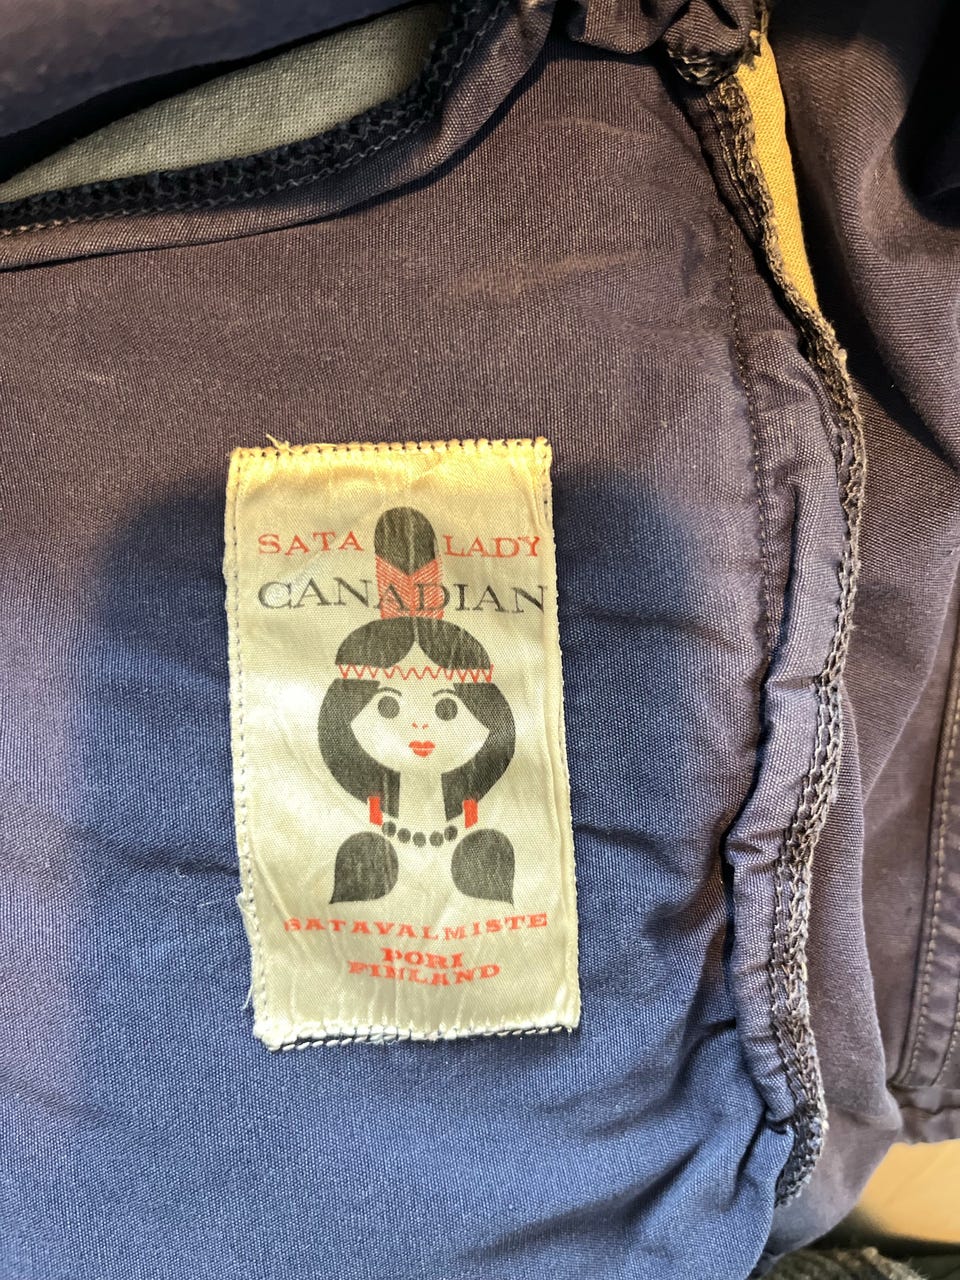 SATA LADY
CANADIAN
SATAVALMISTE
PORI
FINLAND